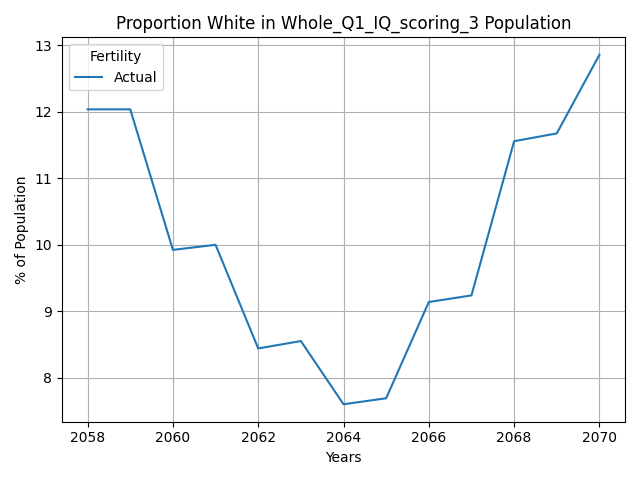 Proportion White in Whole_Q1_IQ_scoring_3 Population
Fertility
Actual
% of Population
13
12
11
10
9
8
2058 2060 2062 2064 2066 2068 2070
Years